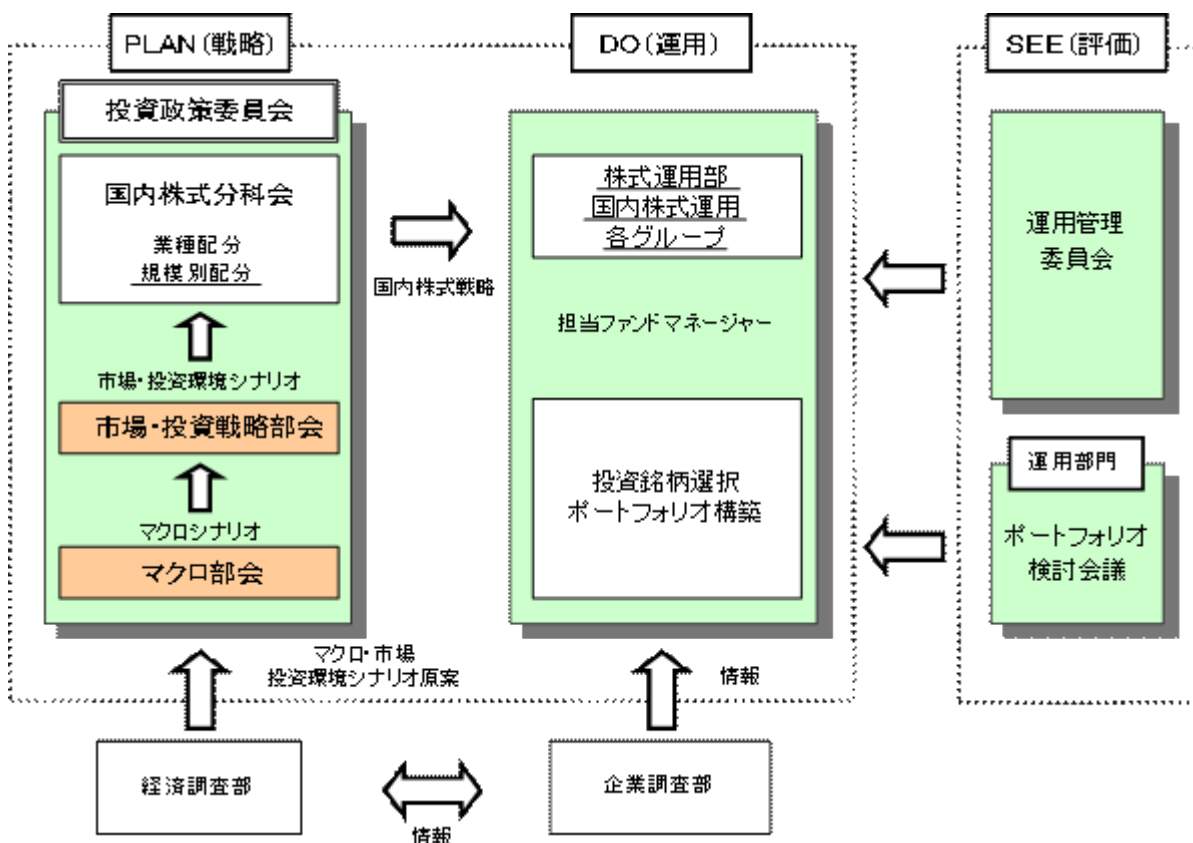 PLAN(戦略)
投資政策委員会
国内株式分科会
業種配分
規模別配分
市場・投資環境シナリオ
市場・投資戦略部会
マクロシナリオ
マクロ部会
国内株式戦略
DO(運用)
株式運用部
国内株式運用
各グループ
担当ファンドマネージャー
投資銘柄選択
ポートフォリオ構築
SEE(評価)
運用管理
委員会
運用部門
ポートフォリオ
検討会議
マクロ・市場
投資環境シナリオ原案
情報
経済調査部
情報
企業調査部